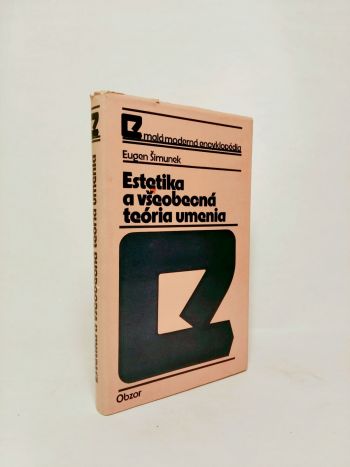 malá moderná encyklopédia
Eugen Šimunek
Estetika
a všeobecná
teória umenia
Obzor